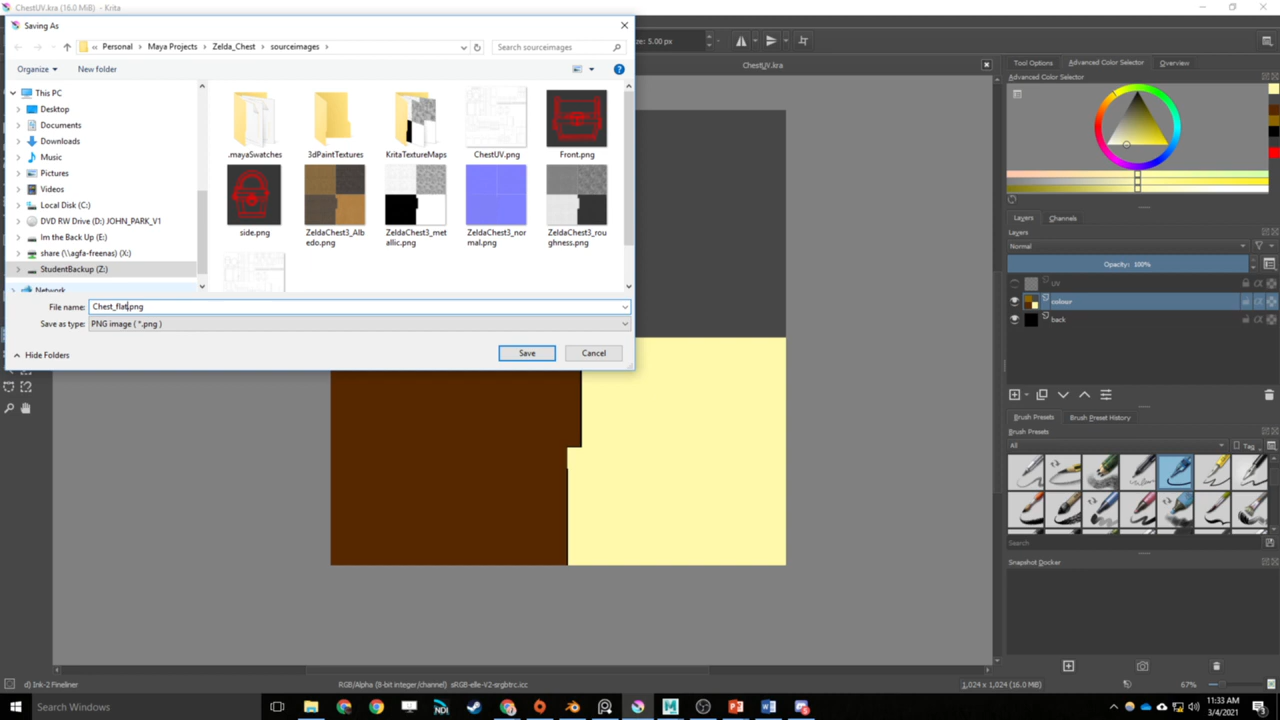 ChestUV.kra (16.0 MiB) - Krita
Saving As
Personal > Maya Projects > Zelda_Chest > sourceimages >
Search sourceimages
Size: 5.00 px
Organize
New folder
ChestUV.kra
This PC
Desktop
Documents
Downloads
Music
Pictures
Videos
Local Disk (C:)
DVD RW Drive (D:) JOHN_PARK_V1
Im the Back Up (E:)
share (\\agfa-freenas) (X:)
StudentBackup (Z:)
Network
.mayaSwatches
3dPaintTextures
KritaTextureMaps
ChestUV.png
Front.png
side.png
ZeldaChest3_Albedo.png
ZeldaChest3_metallic.png
ZeldaChest3_normal.png
ZeldaChest3_roughness.png
File name: Chest_flat.png
Save as type: PNG image ( *.png )
Hide Folders
Save
Cancel
Tool Options
Advanced Color Selector
Overview
Advanced Color Selector
Layers
Channels
Layers
Normal
Opacity: 100%
UV
colour
back
Brush Presets
Brush Preset History
Brush Presets
All
Tag
Search
Snapshot Docker
d) Ink-2 Fineliner
RGB/Alpha (8-bit integer/channel) sRGB-elle-V2-srgbtrc.icc
1,024 x 1,024 (16.0 MiB)
67%
Search Windows
11:33 AM
3/4/2021